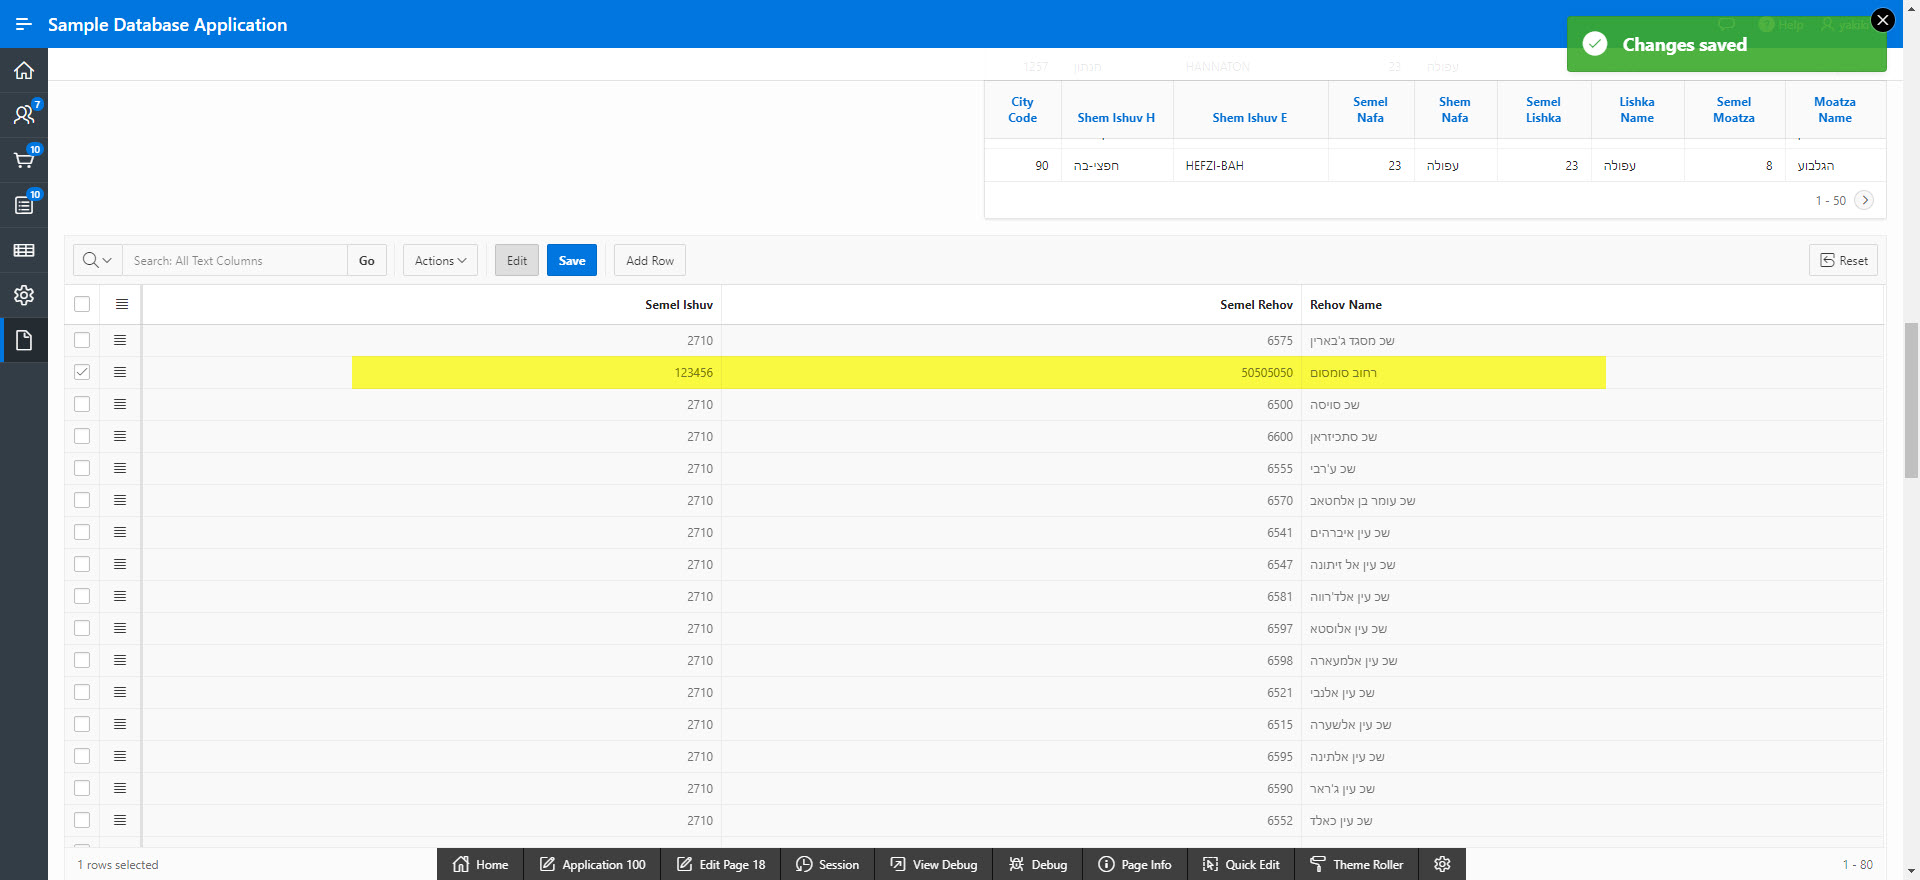 Sample Database Application
Help
Changes saved
7
10
10
1257 חנתון HANNATON 23 עפולה
City Code Shem Ishuv H Shem Ishuv E Semel Nafa Shem Nafa Semel Lishka Lishka Name Semel Moatza Moatza Name
90 חפצי-בה HEFZI-BAH 23 עפולה 23 עפולה 8 הגלבוע
1 - 50
Search: All Text Columns Go Actions Edit Save Add Row Reset
Semel Ishuv Semel Rehov Rehov Name
2710 6575 שכ מסגד ג'בארין
123456 50505050 רחוב סומסום
2710 6500 שכ סויסה
2710 6600 שכ סתכיזראן
2710 6555 שכ ע'רבי
2710 6570 שכ עומר בן אלחטאב
2710 6541 שכ עין איברהים
2710 6547 שכ עין אל זיתונה
2710 6581 שכ עין אלד'רווה
2710 6597 שכ עין אלוסטא
2710 6598 שכ עין אלמעארה
2710 6521 שכ עין אלנבי
2710 6515 שכ עין אלשערה
2710 6595 שכ עין אלתינה
2710 6590 שכ עין ג'ראר
2710 6552 שכ עין כאלד
1 rows selected
Home Application 100 Edit Page 18 Session View Debug Debug Page Info Quick Edit Theme Roller
1 - 80